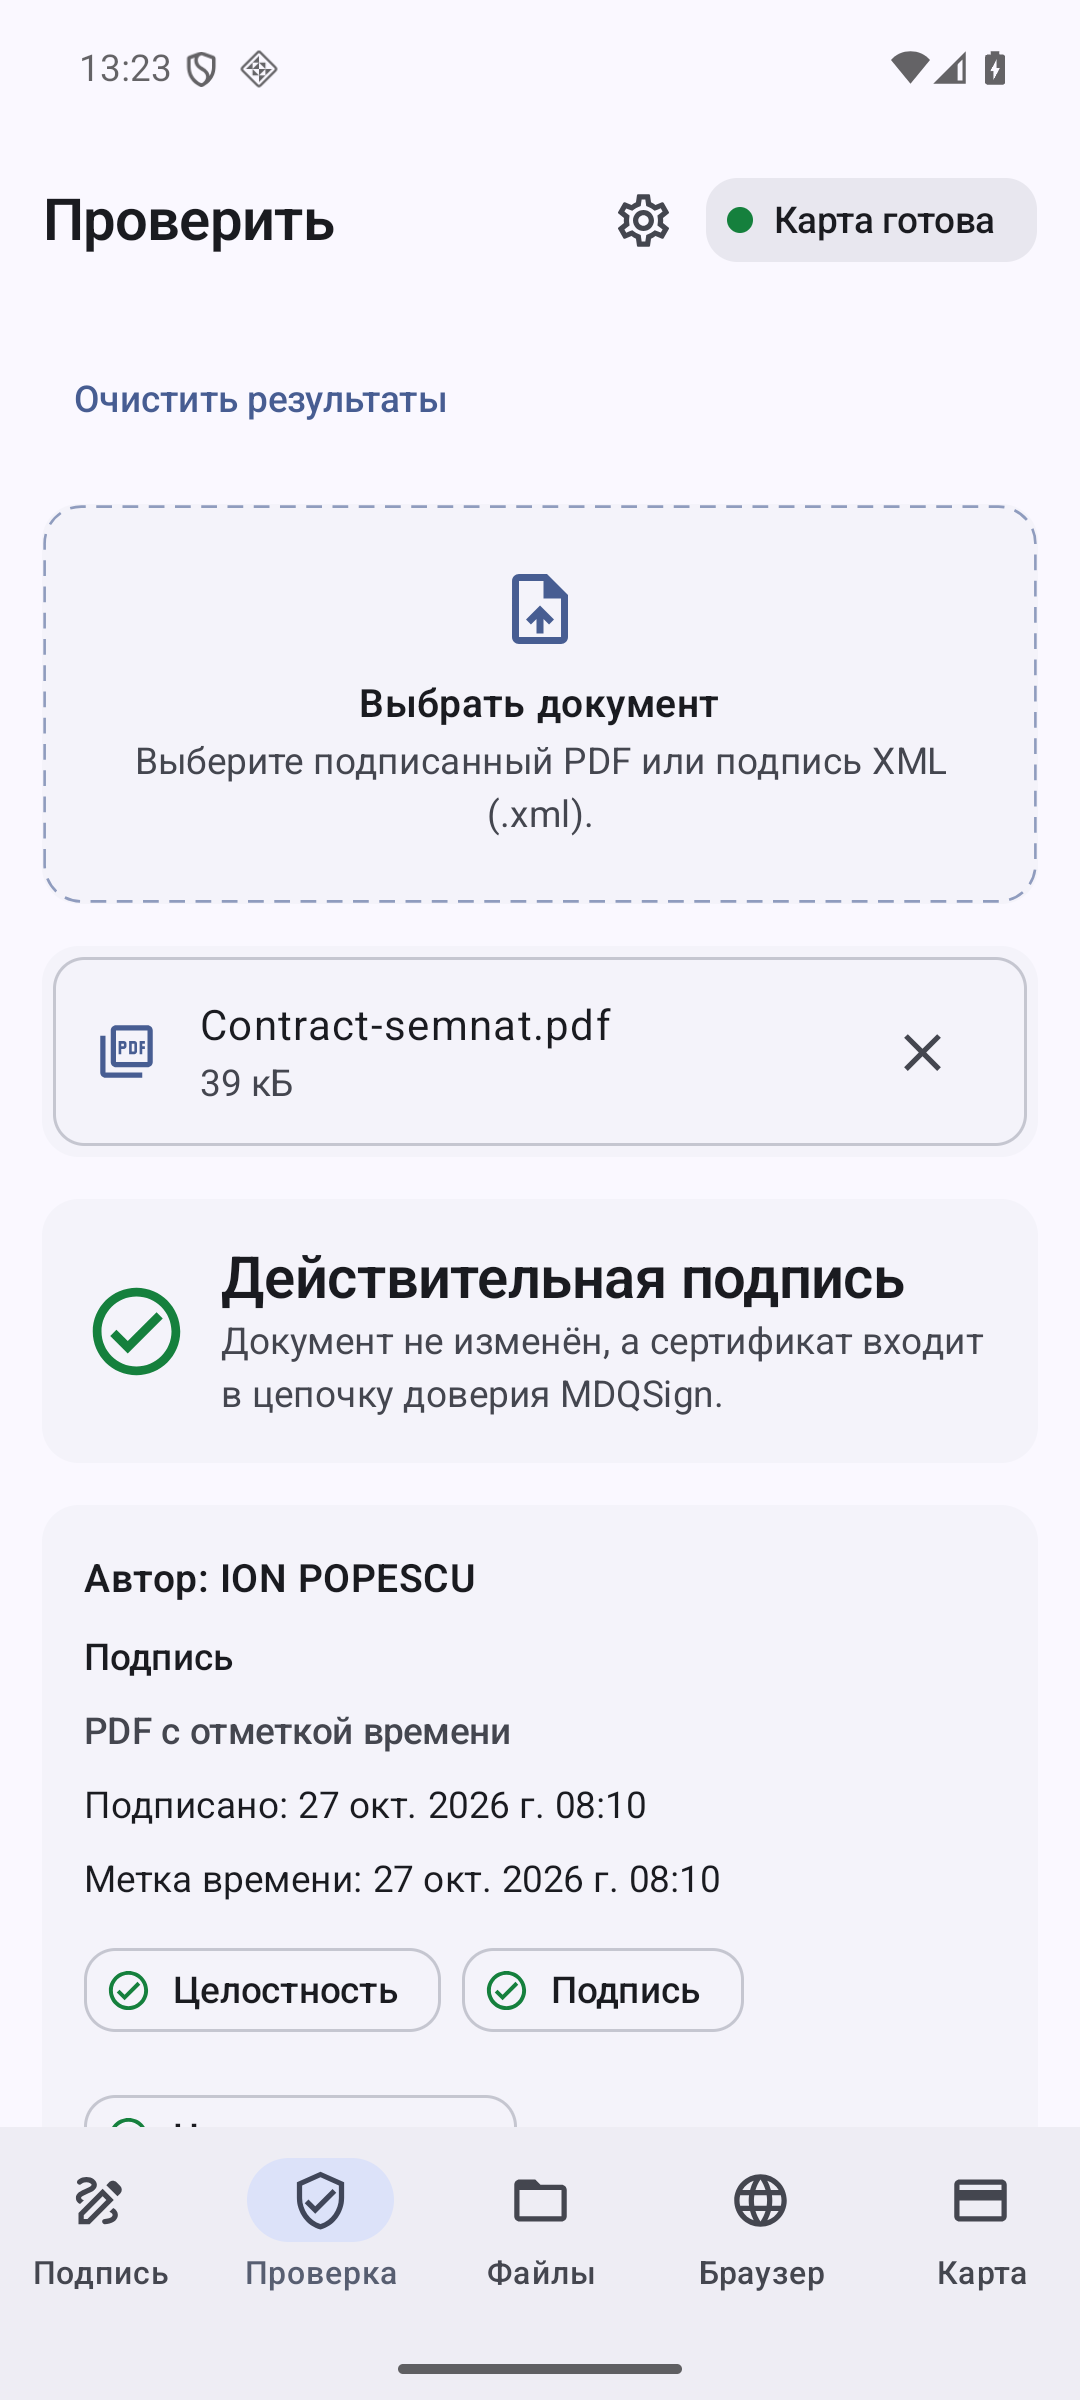 13:23
Проверить
Карта готова
Очистить результаты
Выбрать документ
Выберите подписанный PDF или подпись XML
(.xml).
PDF
Contract-semnat.pdf
39 кБ
Действительная подпись
Документ не изменён, а сертификат входит
в цепочку доверия MDQSign.
Автор: ION POPESCU
Подпись
PDF с отметкой времени
Подписано: 27 окт. 2026 г. 08:10
Метка времени: 27 окт. 2026 г. 08:10
Целостность
Подпись
Подпись
Проверка
Файлы
Браузер
Карта